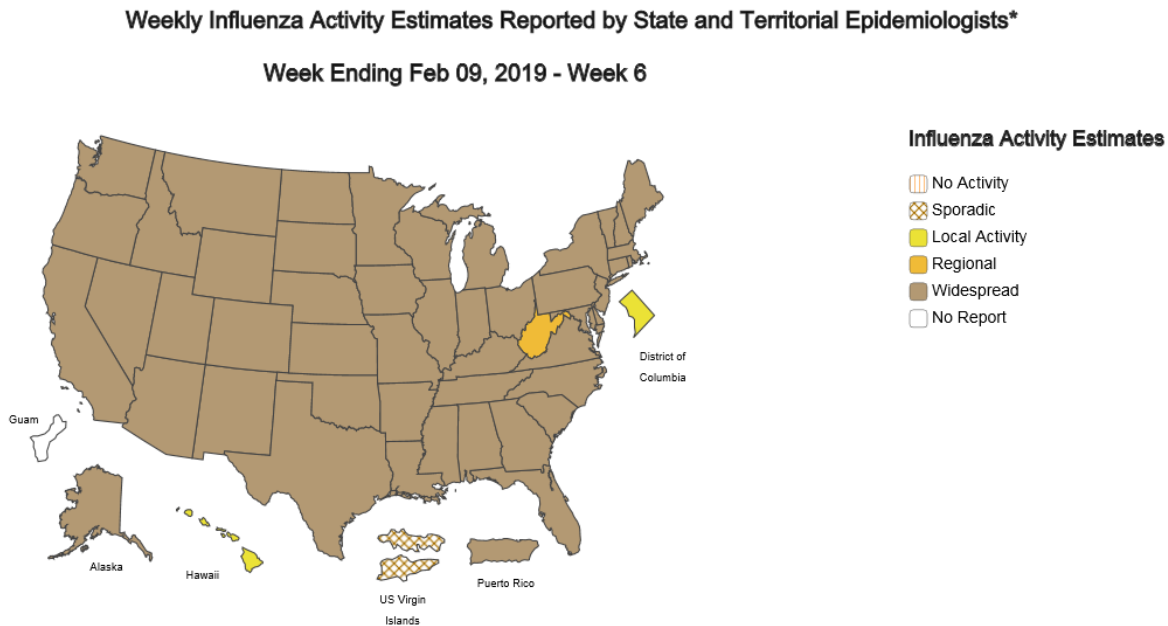 Weekly Influenza Activity Estimates Reported by State and Territorial Epidemiologists*
Week Ending Feb 09, 2019 - Week 6
Influenza Activity Estimates
No Activity
Sporadic
Local Activity
Regional
Widespread
No Report
District of
Columbia
Guam
Alaska
Hawaii
US Virgin
Islands
Puerto Rico